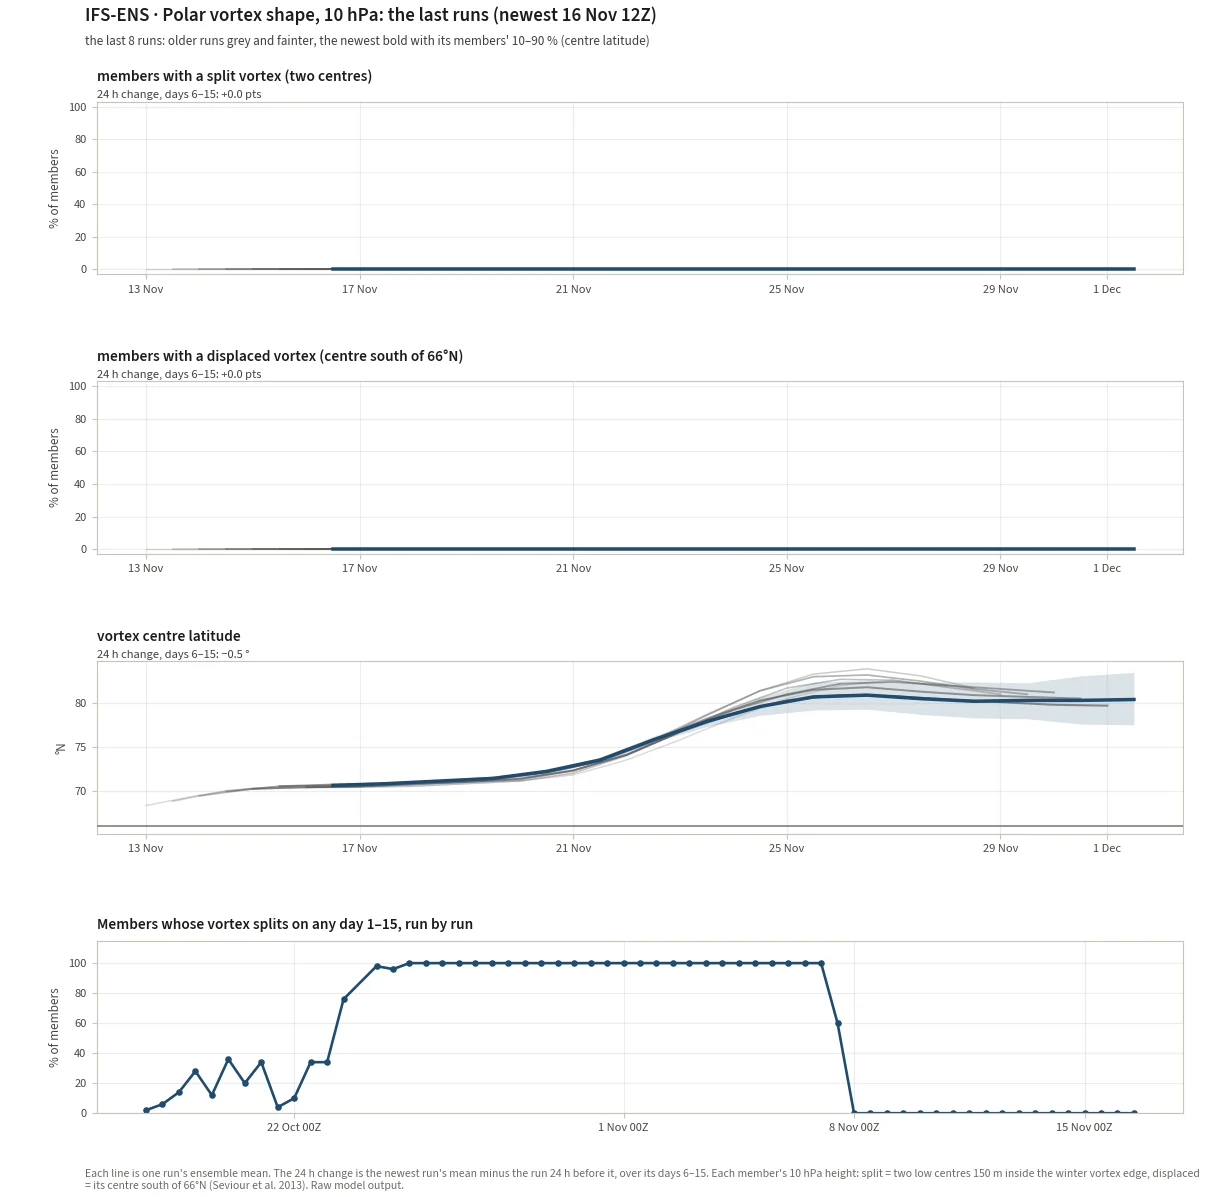 IFS-ENS · Polar vortex shape, 10 hPa: the last runs (newest 16 Nov 12Z)
the last 8 runs: older runs grey and fainter, the newest bold with its members' 10–90 % (centre latitude)
members with a split vortex (two centres)
24 h change, days 6–15: +0.0 pts
100
80
60
40
20
0
% of members
13 Nov 17 Nov 21 Nov 25 Nov 29 Nov 1 Dec
members with a displaced vortex (centre south of 66°N)
24 h change, days 6–15: +0.0 pts
100
80
60
40
20
0
% of members
13 Nov 17 Nov 21 Nov 25 Nov 29 Nov 1 Dec
vortex centre latitude
24 h change, days 6–15: −0.5 °
80
75
70
°N
13 Nov 17 Nov 21 Nov 25 Nov 29 Nov 1 Dec
Members whose vortex splits on any day 1–15, run by run
100
80
60
40
20
0
% of members
22 Oct 00Z 1 Nov 00Z 8 Nov 00Z 15 Nov 00Z
Each line is one run's ensemble mean. The 24 h change is the newest run's mean minus the run 24 h before it, over its days 6–15. Each member's 10 hPa height: split = two low centres 150 m inside the winter vortex edge, displaced
= its centre south of 66°N (Seviour et al. 2013). Raw model output.